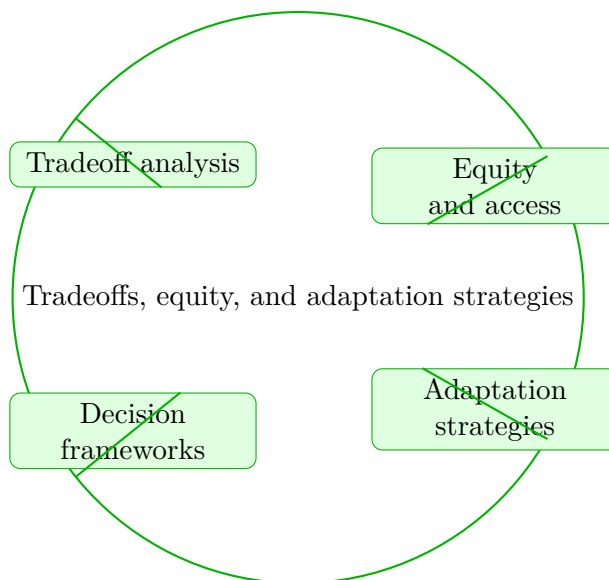 Tradeoff analysis
Equity
and access
Tradeoffs, equity, and adaptation strategies
Decision
frameworks
Adaptation
strategies